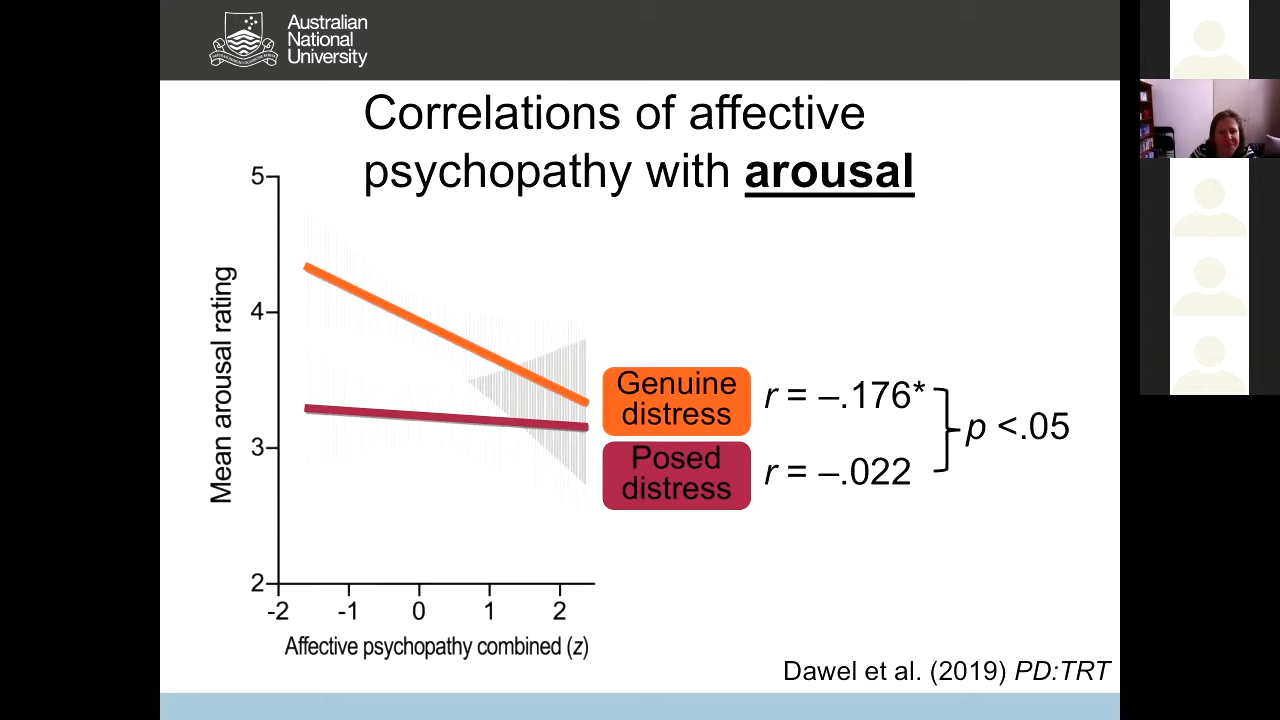 Australian
National
University
Correlations of affective
psychopathy with arousal
5
4
3
2
Mean arousal rating
-2 -1 0 1 2
Affective psychopathy combined (z)
Genuine
distress
r = –.176*
Posed
distress
r = –.022
p <.05
Dawel et al. (2019) PD:TRT